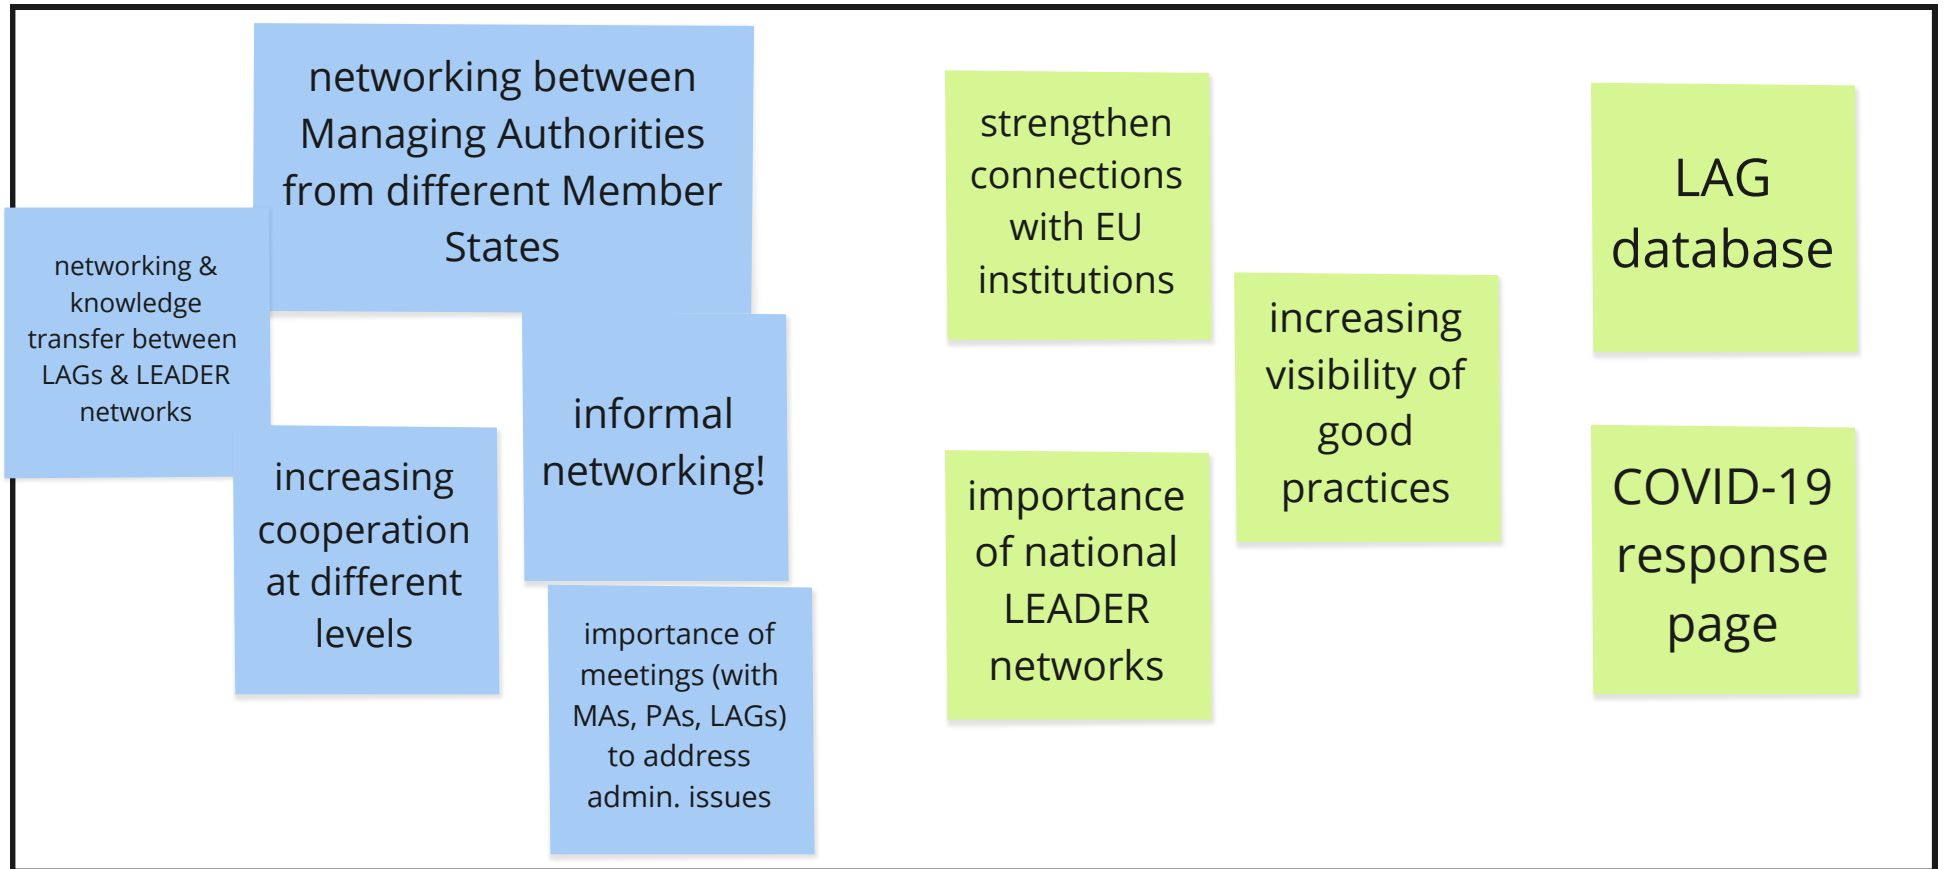 networking between
Managing Authorities
from different Member
States
networking &
knowledge
transfer between
LAGs & LEADER
networks
informal
networking!
increasing
cooperation
at different
levels
importance of
meetings (with
MAs, PAs, LAGs)
to address
admin. issues
strengthen
connections
with EU
institutions
increasing
visibility of
good
practices
importance
of national
LEADER
networks
LAG
database
COVID-19
response
page